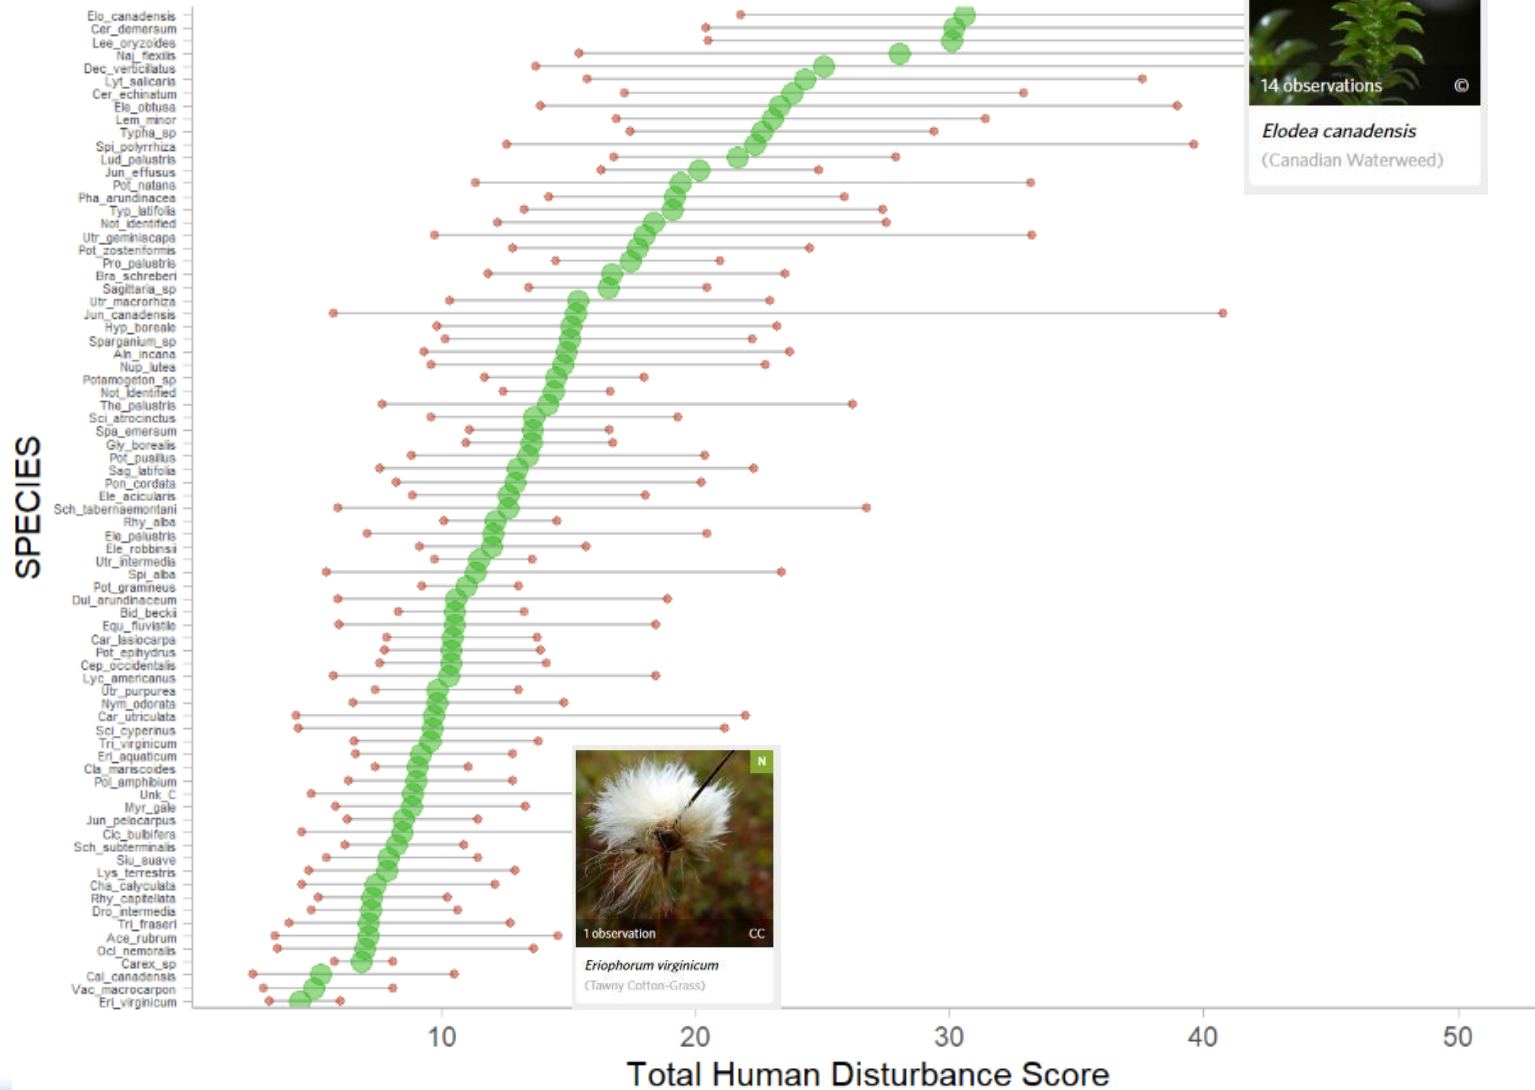 Elo_canadensis
Cer_demersum
Lee_oryzoides
Naj_flexilis
Dec_verticillatus
Lyt_salicaria
Cer_echinatum
Ele_obtusa
Lem_minor
Typha_sp
Spi_polyrrhiza
Lud_palustris
Jun_effusus
Pot_natans
Pha_arundinacea
Typ_latifolia
Not_identified
Utr_geminiscapa
Pot_zosteriformis
Pro_palustris
Bra_schreberi
Sagittaria_sp
Utr_macrorhiza
Jun_canadensis
Hyp_boreale
Sparganium_sp
Aln_incana
Nup_lutea
Potamogeton_sp
Not_Identified
The_palustris
Sci_atrocinctus
Spa_emersum
Gly_borealis
Pot_pusillus
Sag_latifolia
Pon_cordata
Ele_acicularis
Sch_tabernaemontani
Rhy_alba
Ele_palustris
Ele_robbinsii
Utr_intermedia
Spi_alba
Pot_gramineus
Dul_arundinaceum
Bid_beckii
Equ_fluviatile
Car_lasiocarpa
Pot_epihydrus
Cep_occidentalis
Lyc_americanus
Utr_purpurea
Nym_odorata
Car_utriculata
Sci_cyperinus
Tri_virginicum
Eri_aquaticum
Cla_mariscoides
Pol_amphibium
Unk_C
Myr_gale
Jun_pelocarpus
Cic_bulbifera
Sch_subterminalis
Siu_suave
Lys_terrestris
Cha_calyculata
Rhy_capitellata
Dro_intermedia
Tri_fraseri
Ace_rubrum
Ocl_nemoralis
Carex_sp
Cal_canadensis
Vac_macrocarpon
Eri_virginicum
SPECIES
14 observations ©
Elodea canadensis
(Canadian Waterweed)
N
1 observation CC
Eriophorum virginicum
(Tawny Cotton-Grass)
10 20 30 40 50
Total Human Disturbance Score